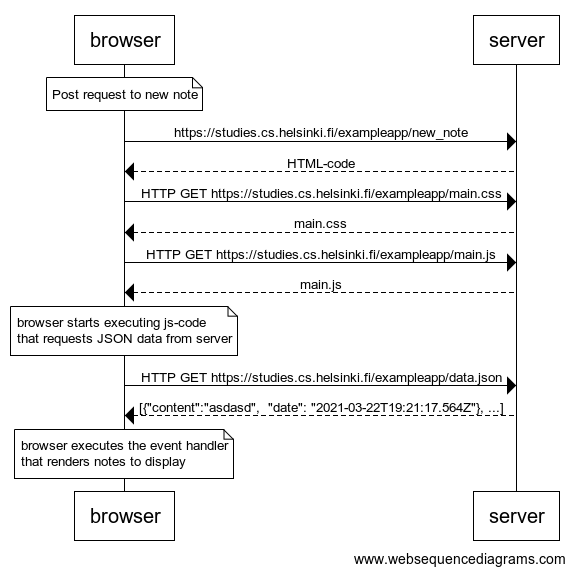 browser
server
Post request to new note
https://studies.cs.helsinki.fi/exampleapp/new_note
HTML-code
HTTP GET https://studies.cs.helsinki.fi/exampleapp/main.css
main.css
HTTP GET https://studies.cs.helsinki.fi/exampleapp/main.js
main.js
browser starts executing js-code
that requests JSON data from server
HTTP GET https://studies.cs.helsinki.fi/exampleapp/data.json
[{"content":"asdasd", "date": "2021-03-22T19:21:17.564Z"}, ...]
browser executes the event handler
that renders notes to display
browser
server
www.websequencediagrams.com